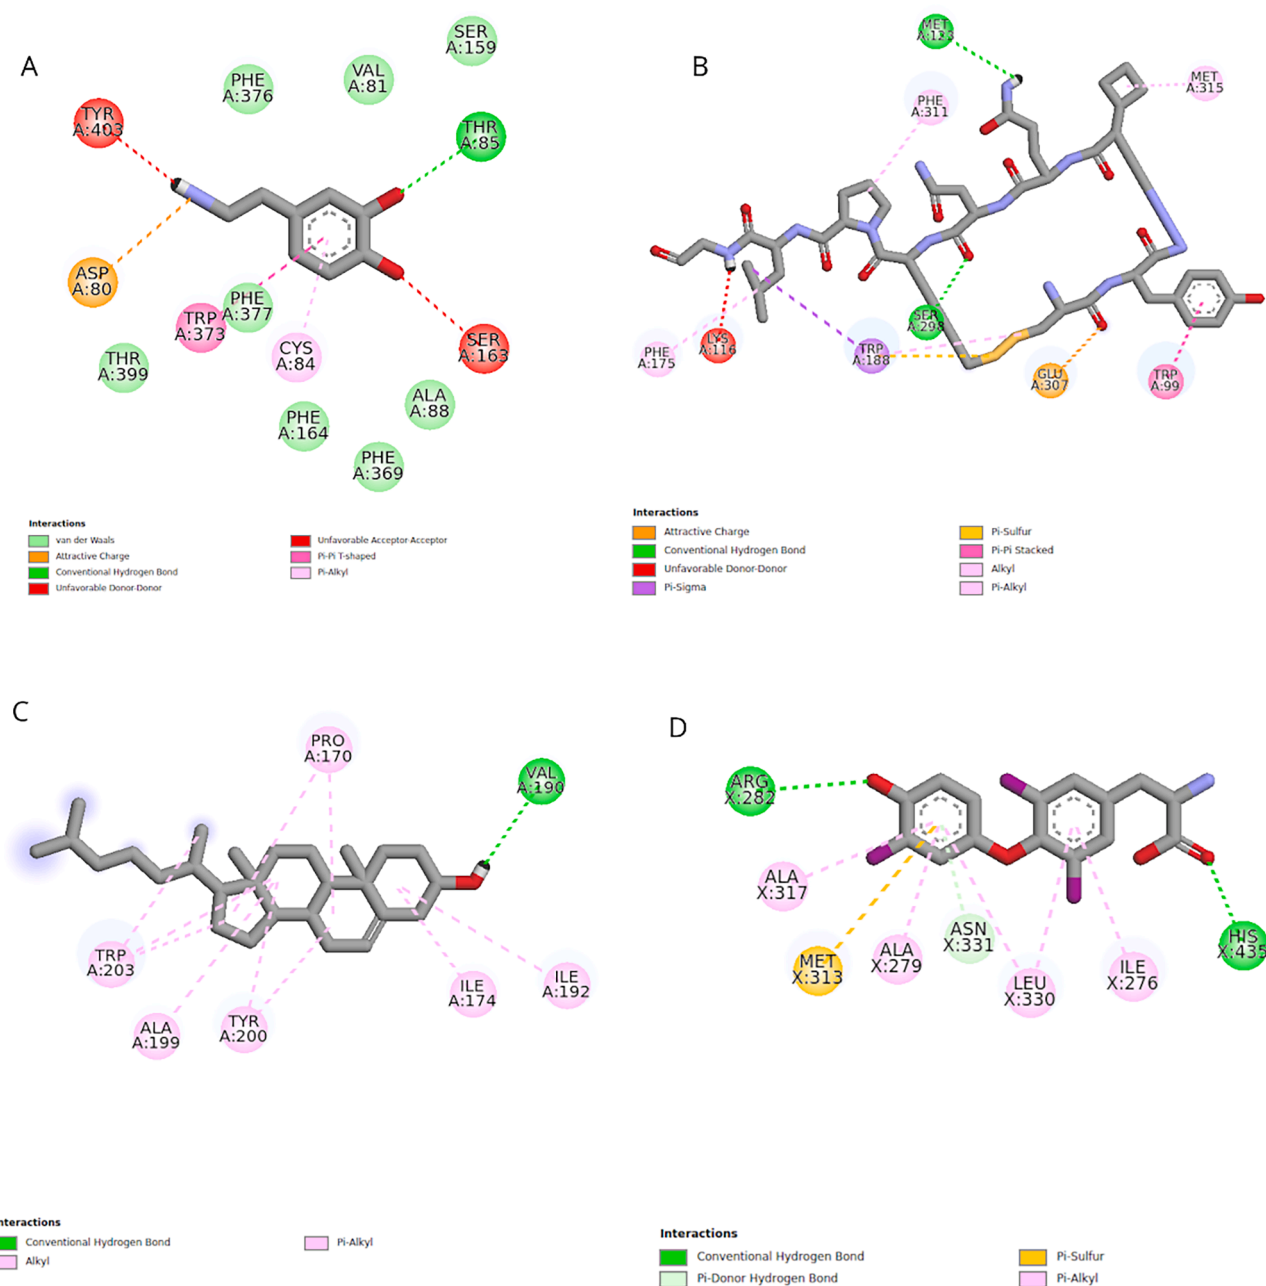 A
SER
A:159
PHE
A:376
VAL
A:81
TYR
A:403
THR
A:85
ASP
A:80
PHE
A:377
TRP
A:373
SER
A:163
CYS
A:84
THR
A:399
ALA
A:88
PHE
A:164
PHE
A:369
Interactions
van der Waals
Attractive Charge
Conventional Hydrogen Bond
Unfavorable Donor-Donor
Unfavorable Acceptor-Acceptor
Pi-Pi T-shaped
Pi-Alkyl
B
MET
A:123
MET
A:315
PHE
A:311
SER
A:298
LYS
A:116
PHE
A:175
TRP
A:188
GLU
A:307
TRP
A:99
Interactions
Attractive Charge
Conventional Hydrogen Bond
Unfavorable Donor-Donor
Pi-Sigma
Pi-Sulfur
Pi-Pi Stacked
Alkyl
Pi-Alkyl
C
PRO
A:170
VAL
A:190
TRP
A:203
ILE
A:174
ILE
A:192
ALA
A:199
TYR
A:200
nteractions
Conventional Hydrogen Bond
Alkyl
Pi-Alkyl
D
ARG
X:282
ALA
X:317
MET
X:313
ALA
X:279
ASN
X:331
LEU
X:330
ILE
X:276
HIS
X:435
Interactions
Conventional Hydrogen Bond
Pi-Donor Hydrogen Bond
Pi-Sulfur
Pi-Alkyl